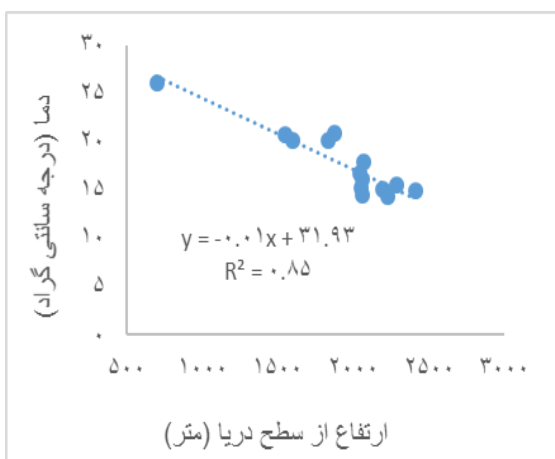 ۳۰
۲۵
۲۰
۱۵
۱۰
۵
۰
دما (درجه سانتی گراد)
y = -۰.۰۱x + ۳۱.۹۳
R² = ۰.۸۵
۵۰۰ ۱۰۰۰ ۱۵۰۰ ۲۰۰۰ ۲۵۰۰ ۳۰۰۰
ارتفاع از سطح دریا (متر)